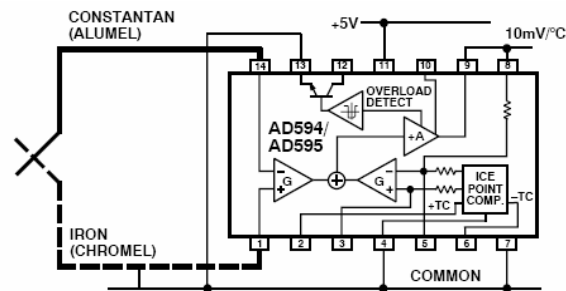 CONSTANTAN
(ALUMEL)
+5V
10mV/°C
14 13 12 11 10 9 8
OVERLOAD
DETECT
AD594/
AD595
+A
–
+
G
G
–
+
ICE
POINT
COMP.
+TC
–TC
IRON
(CHROMEL)
1 2 3 4 5 6 7
COMMON